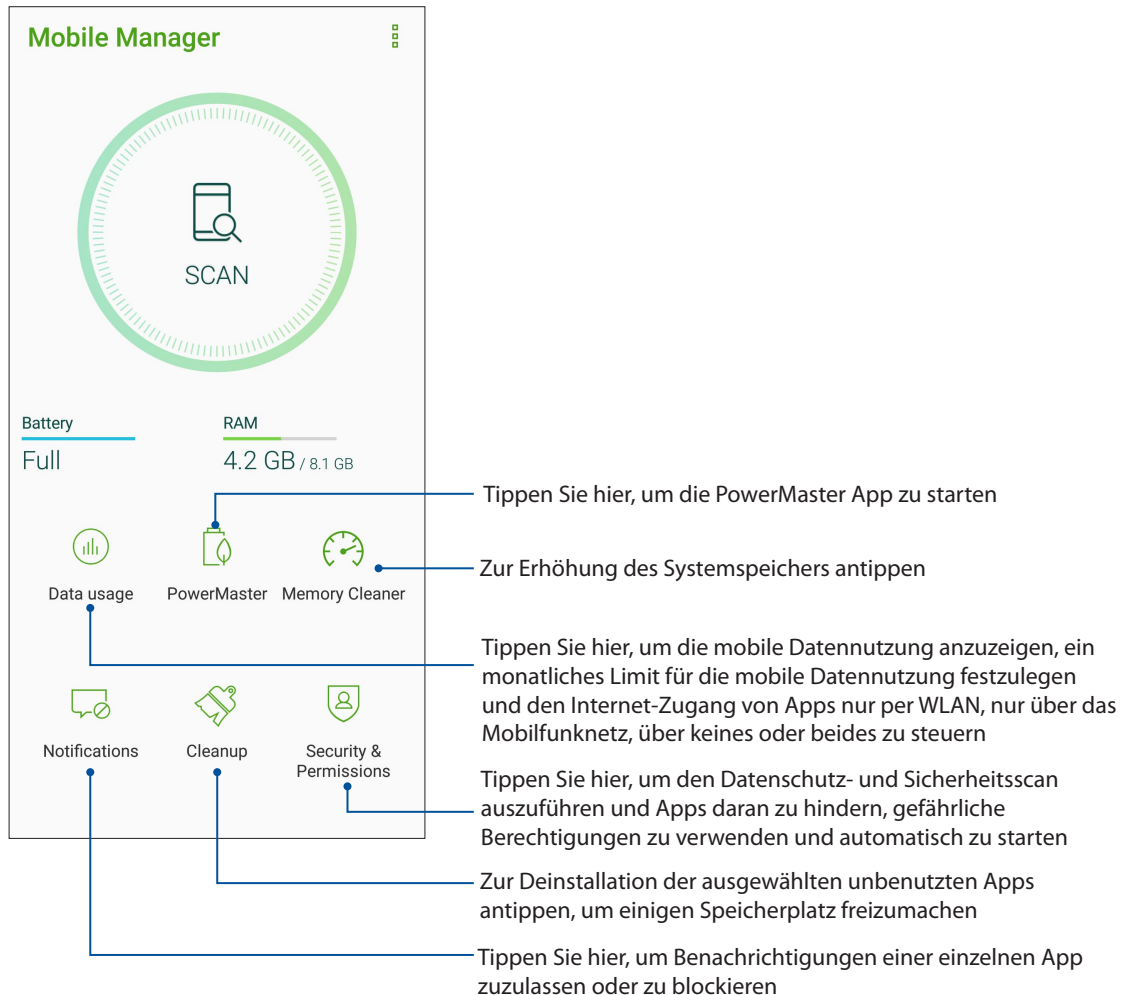 Mobile Manager
SCAN
Battery
Full
RAM
4.2 GB / 8.1 GB
Data usage
PowerMaster
Memory Cleaner
Notifications
Cleanup
Security &
Permissions
Tippen Sie hier, um die PowerMaster App zu starten
Zur Erhöhung des Systemspeichers antippen
Tippen Sie hier, um die mobile Datennutzung anzuzeigen, ein
monatliches Limit für die mobile Datennutzung festzulegen
und den Internet-Zugang von Apps nur per WLAN, nur über das
Mobilfunknetz, über keines oder beides zu steuern
Tippen Sie hier, um den Datenschutz- und Sicherheitsscan
auszuführen und Apps daran zu hindern, gefährliche
Berechtigungen zu verwenden und automatisch zu starten
Zur Deinstallation der ausgewählten unbenutzten Apps
antippen, um einigen Speicherplatz freizumachen
Tippen Sie hier, um Benachrichtigungen einer einzelnen App
zuzulassen oder zu blockieren